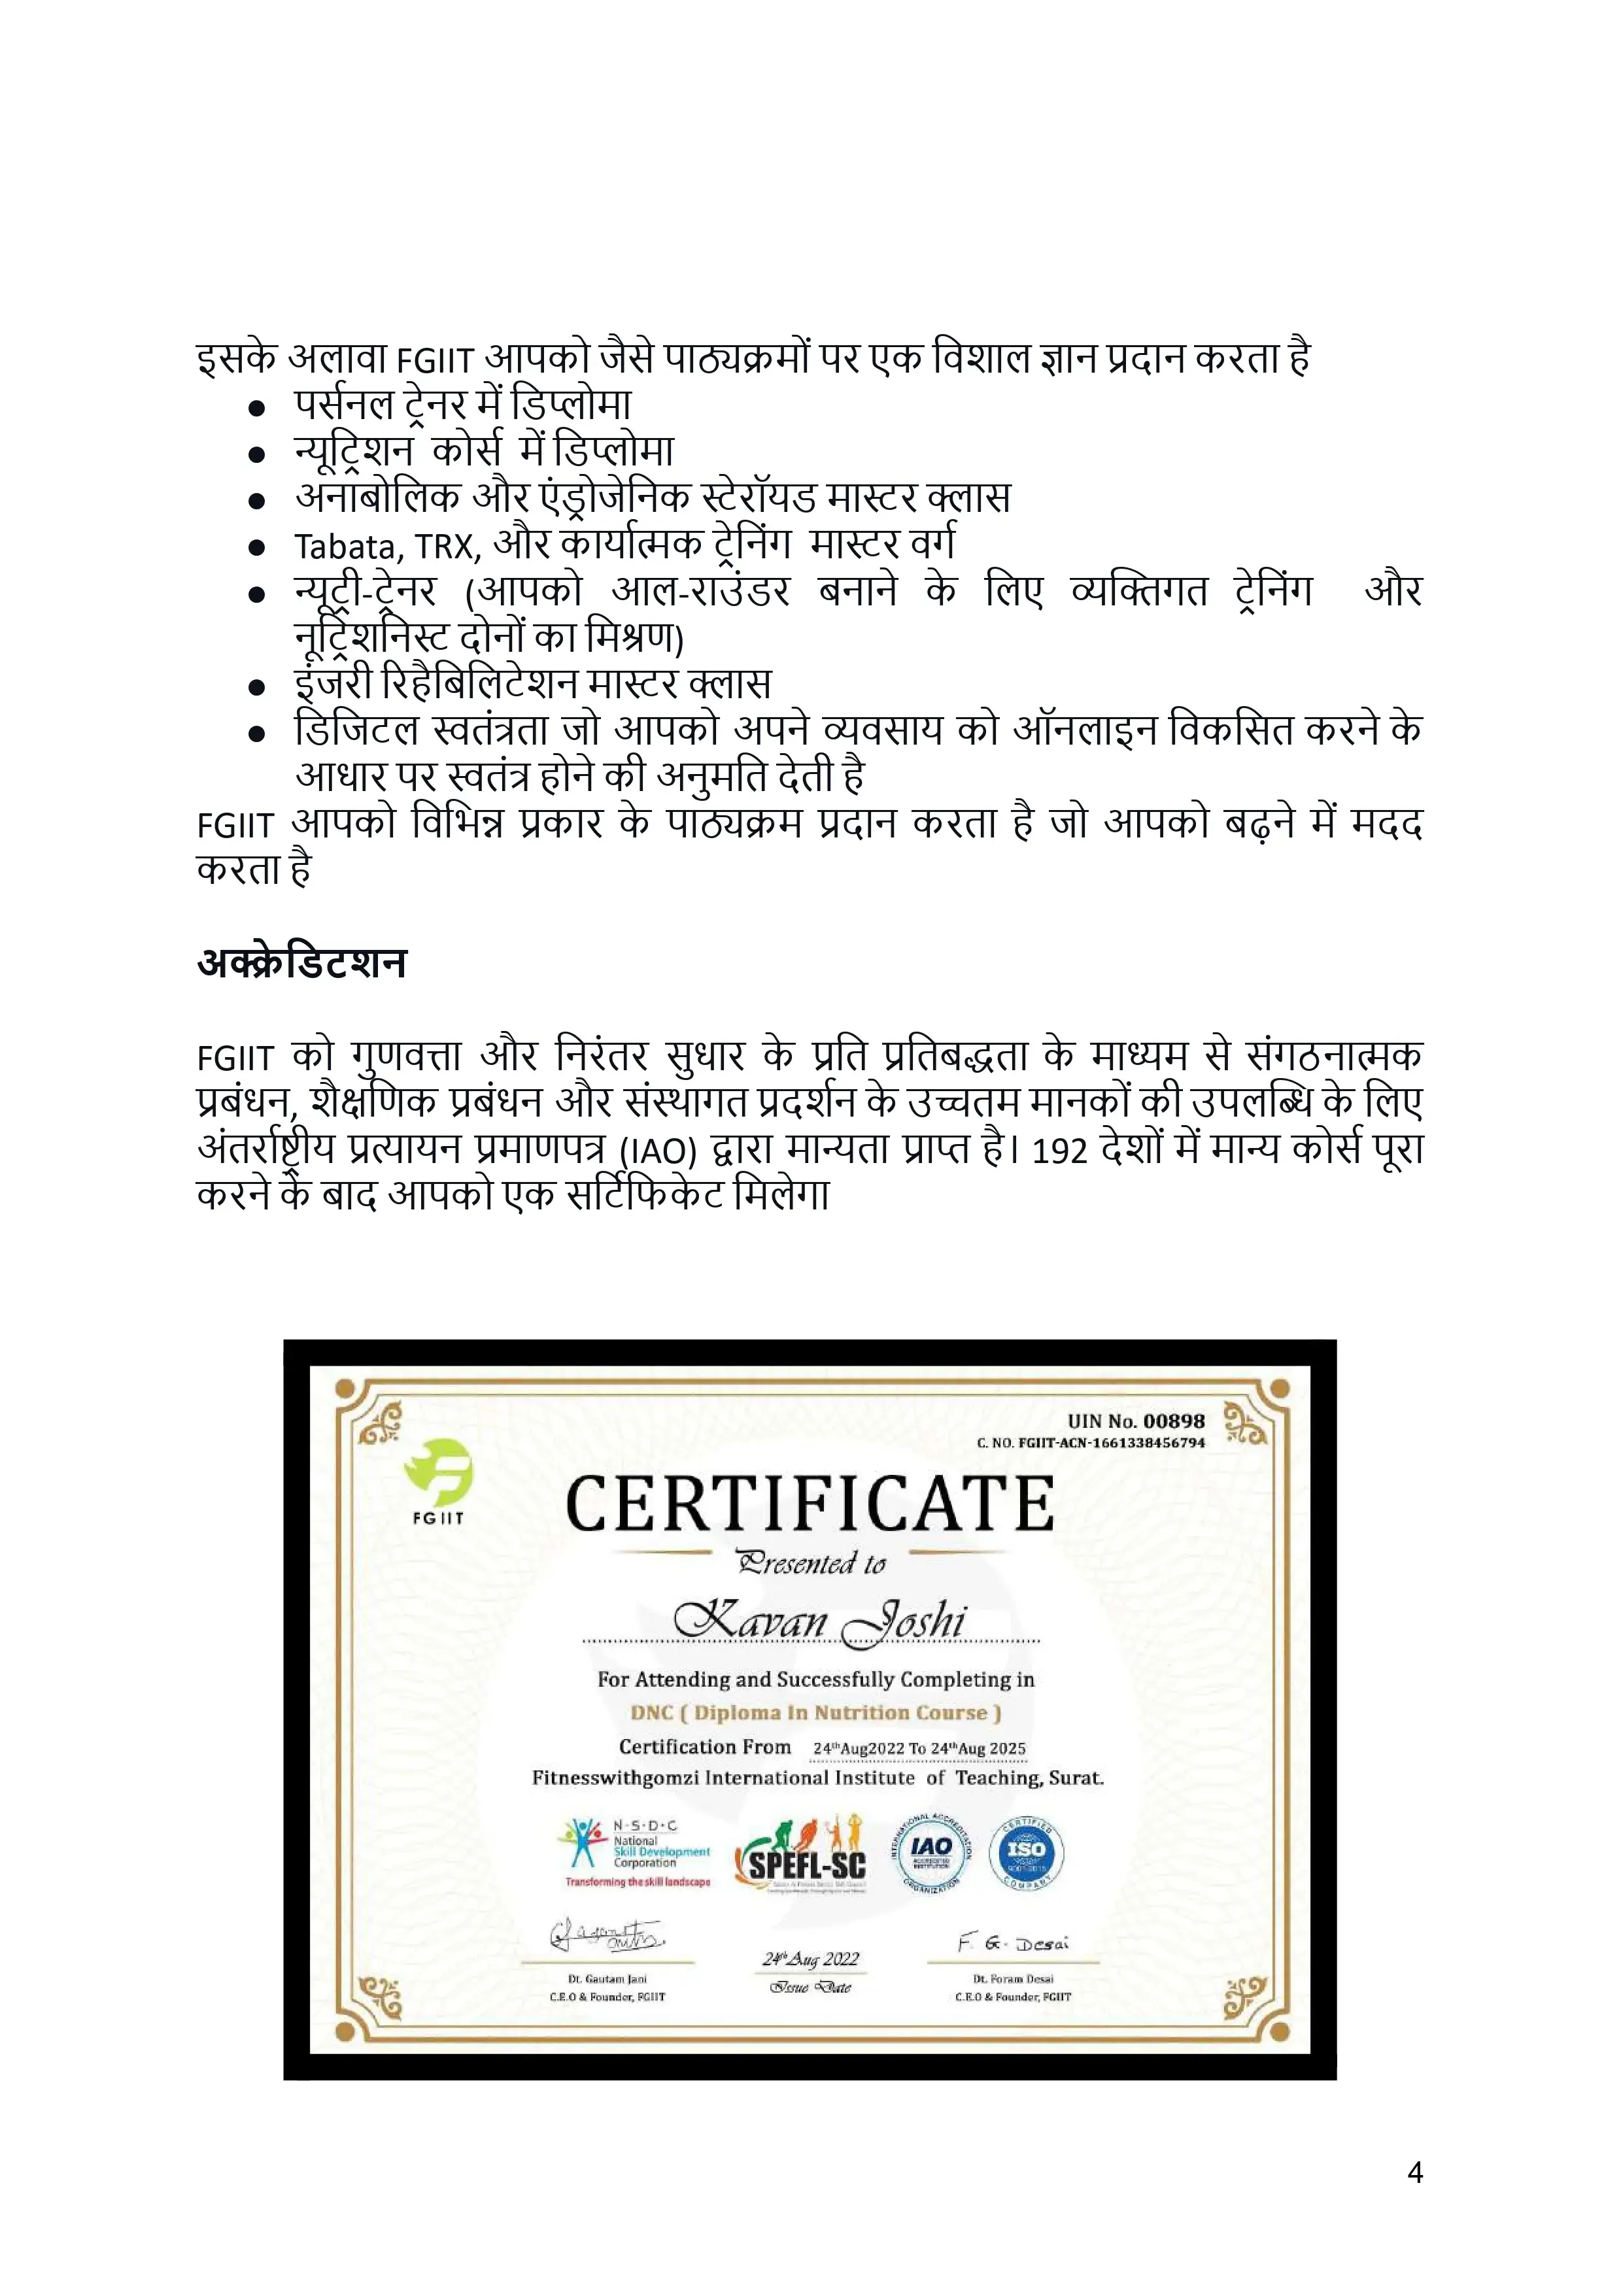 इसके अलावा FGIIT आपको जैसे पाठ्यक्रमों पर एक विशाल ज्ञान प्रदान करता है
● पर्सनल ट्रेनर में डिप्लोमा
● न्यूट्रिशन कोर्स में डिप्लोमा
● अनाबोलिक और एंड्रोजेनिक स्टेरॉयड मास्टर क्लास
● Tabata, TRX, और कार्यात्मक ट्रेनिंग मास्टर वर्ग
● न्यूट्री-ट्रेनर (आपको आल-राउंडर बनाने के लिए व्यक्तिगत ट्रेनिंग और
नूट्रिशनिस्ट दोनों का मिश्रण)
● इंजरी रिहैबिलिटेशन मास्टर क्लास
● डिजिटल स्वतंत्रता जो आपको अपने व्यवसाय को ऑनलाइन विकसित करने के
आधार पर स्वतंत्र होने की अनुमति देती है
FGIIT आपको विभिन्न प्रकार के पाठ्यक्रम प्रदान करता है जो आपको बढ़ने में मदद
करता है
अक्क्रेडिटशन
FGIIT को गुणवत्ता और निरंतर सुधार के प्रति प्रतिबद्धता के माध्यम से संगठनात्मक
प्रबंधन, शैक्षणिक प्रबंधन और संस्थागत प्रदर्शन के उच्चतम मानकों की उपलब्धि के लिए
अंतर्राष्ट्रीय प्रत्यायन प्रमाणपत्र (IAO) द्वारा मान्यता प्राप्त है। 192 देशों में मान्य कोर्स पूरा
करने के बाद आपको एक सर्टिफिकेट मिलेगा
UIN No. 00898
C. NO. FGIIT-ACN-1661338456794
FGIIT
CERTIFICATE
Presented to
Kavan Joshi
For Attending and Successfully Completing in
DNC ( Diploma In Nutrition Course )
Certification From 24thAug2022 To 24thAug 2025
Fitnesswithgomzi International Institute of Teaching, Surat.
N·S·D·C
National
Skill Development
Corporation
Transforming the skill landscape
SPEFL-SC
INTERNATIONAL ACCREDITATION
IAO
ACCREDITED
INSTITUTION
ORGANIZATION
CERTIFIED
ISO
9001:2015
COMPANY
F. G. Desai
24th Aug 2022
Issue Date
Dt. Gautam Jani
C.E.O & Founder, FGIIT
Dt. Foram Desai
C.E.O & Founder, FGIIT
4